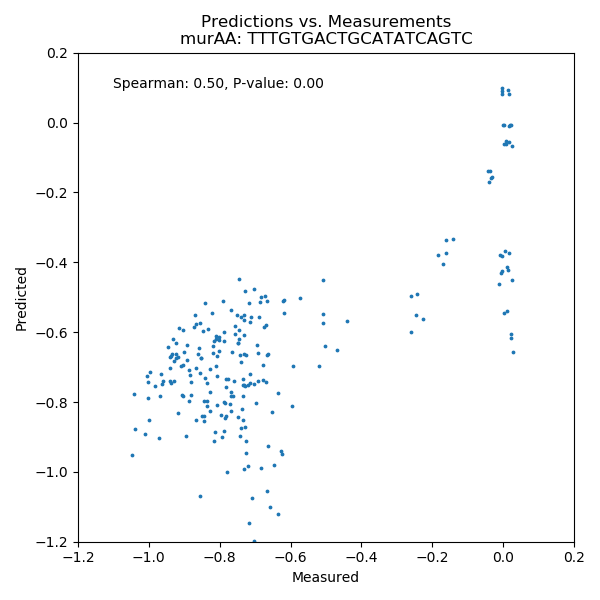 Predictions vs. Measurements
murAA: TTTGTGACTGCATATCAGTC
Spearman: 0.50, P-value: 0.00
0.2
0.0
−0.2
−0.4
−0.6
−0.8
−1.0
−1.2
Predicted
−1.2 −1.0 −0.8 −0.6 −0.4 −0.2 0.0 0.2
Measured